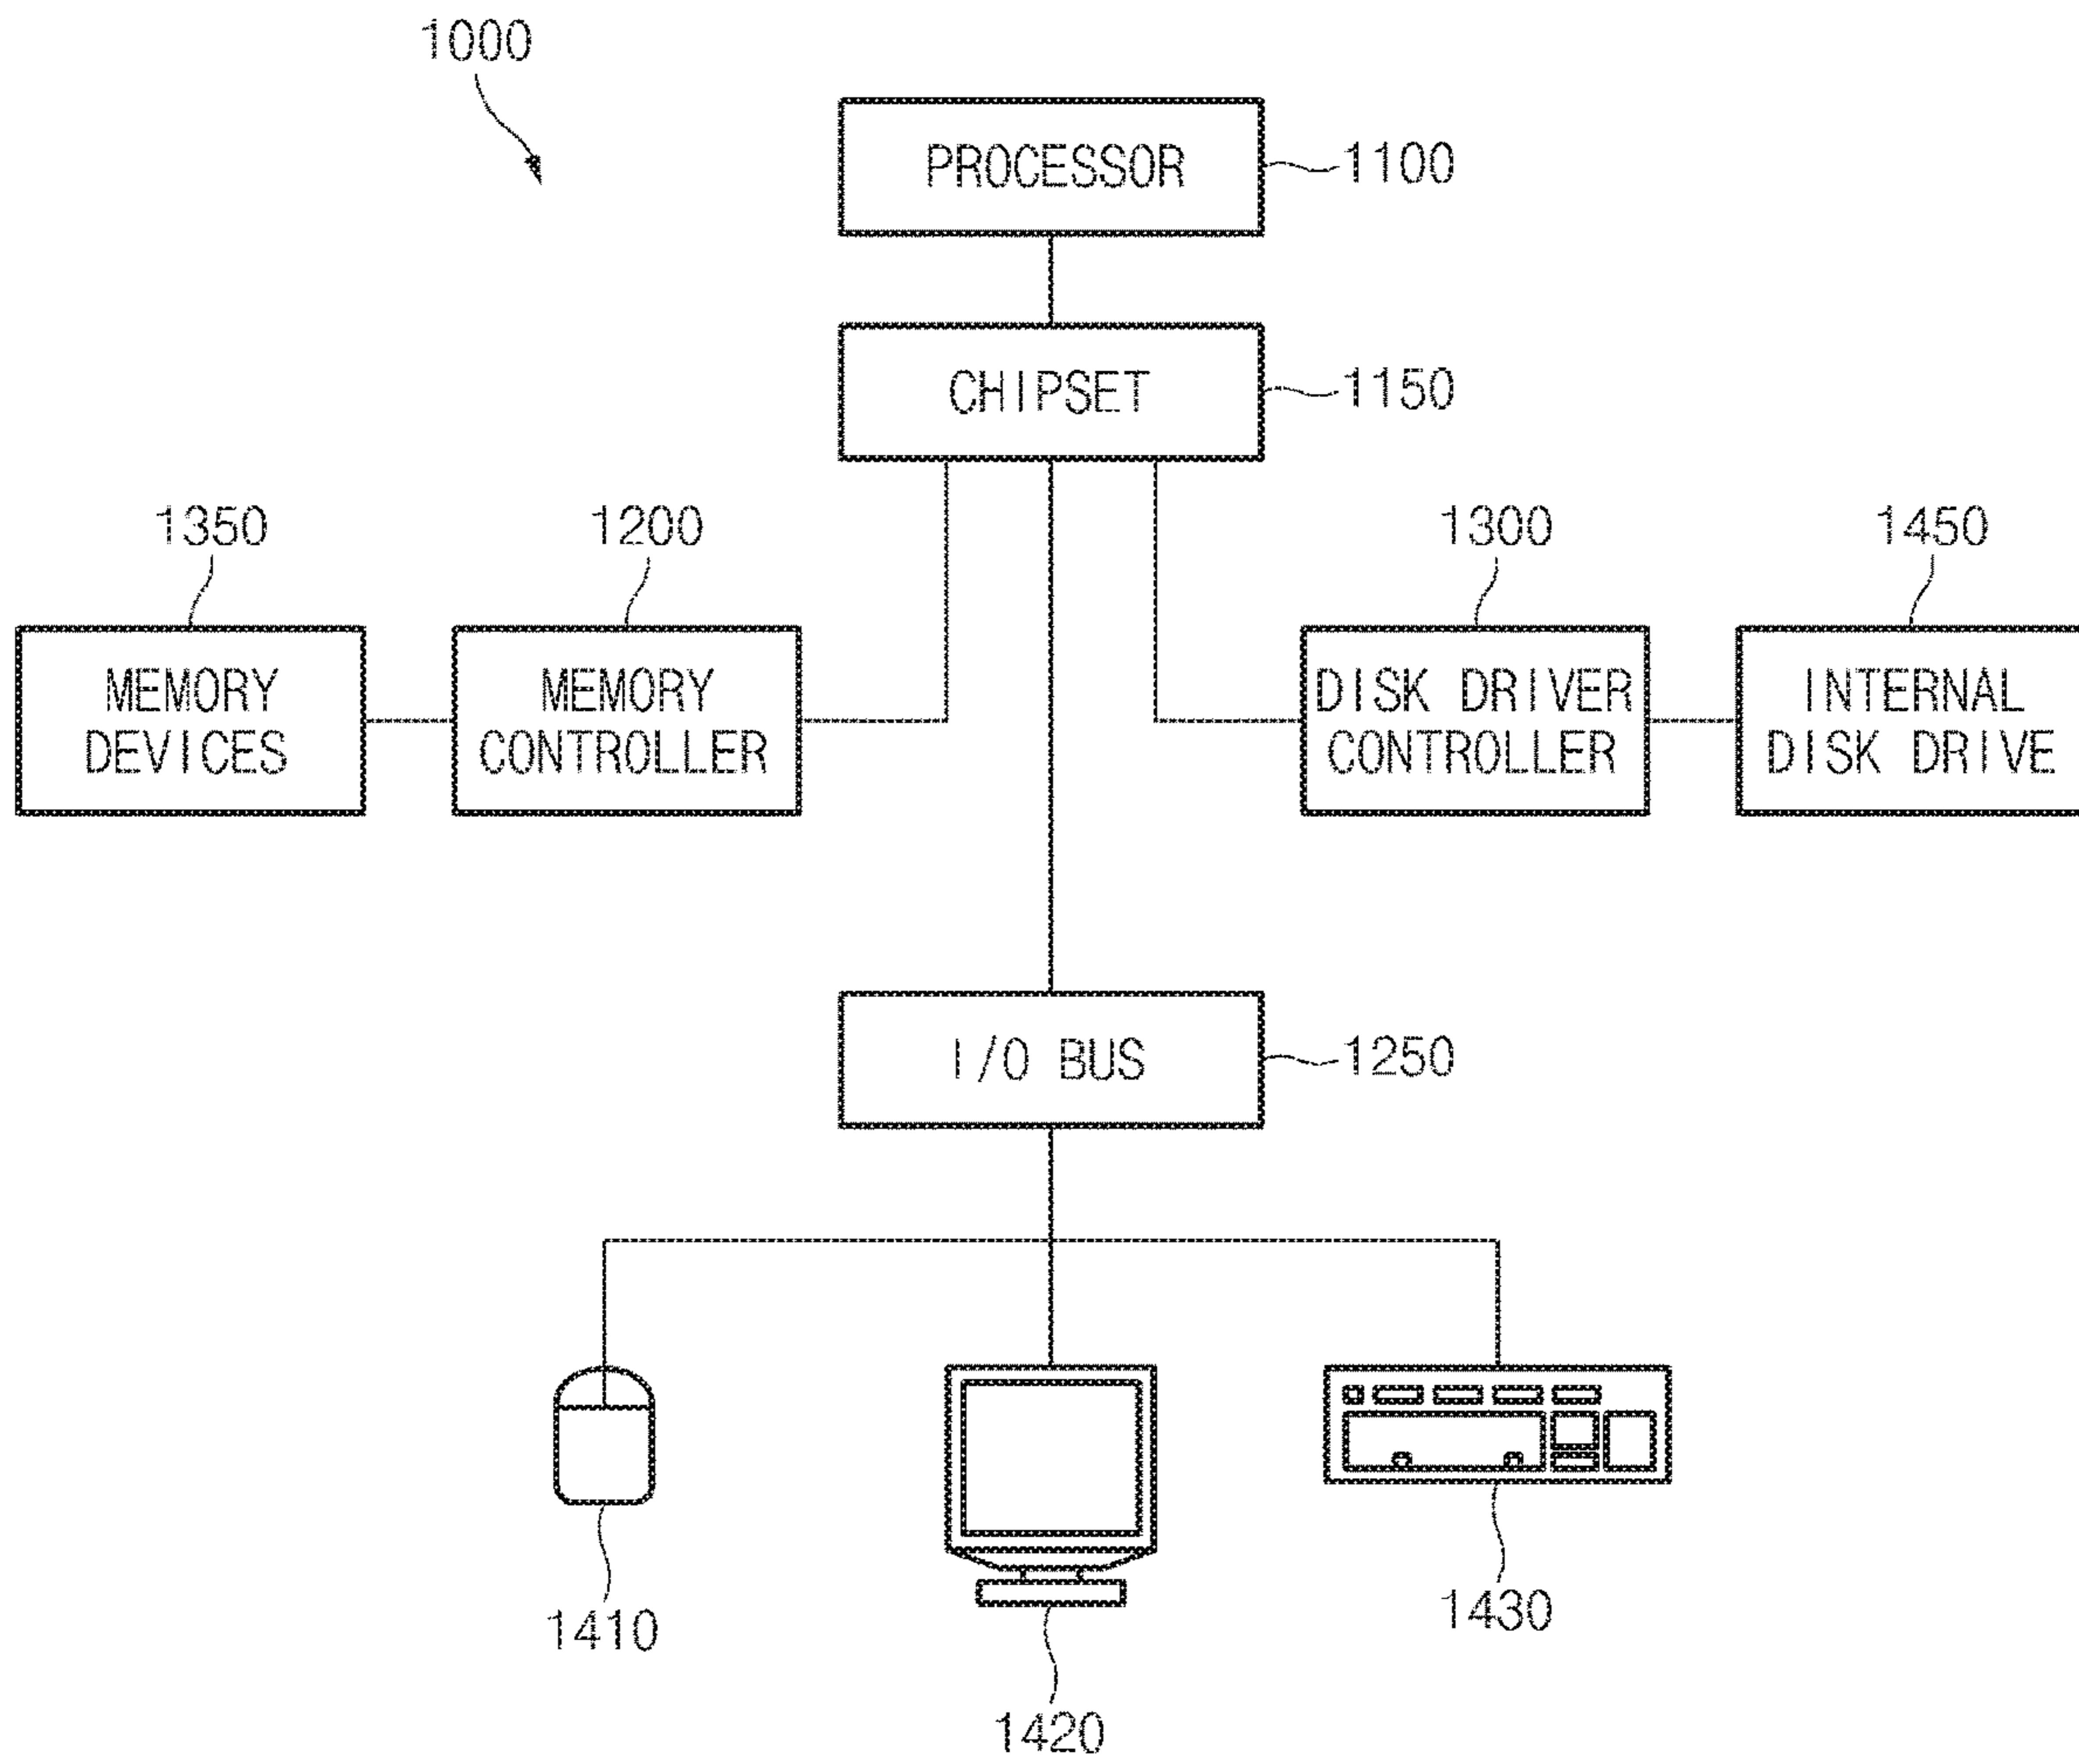 1000
PROCESSOR
1100
CHIPSET
1150
1350
1200
1300
1450
MEMORY
DEVICES
MEMORY
CONTROLLER
DISK DRIVER
CONTROLLER
INTERNAL
DISK DRIVE
I/O BUS
1250
1410
1420
1430